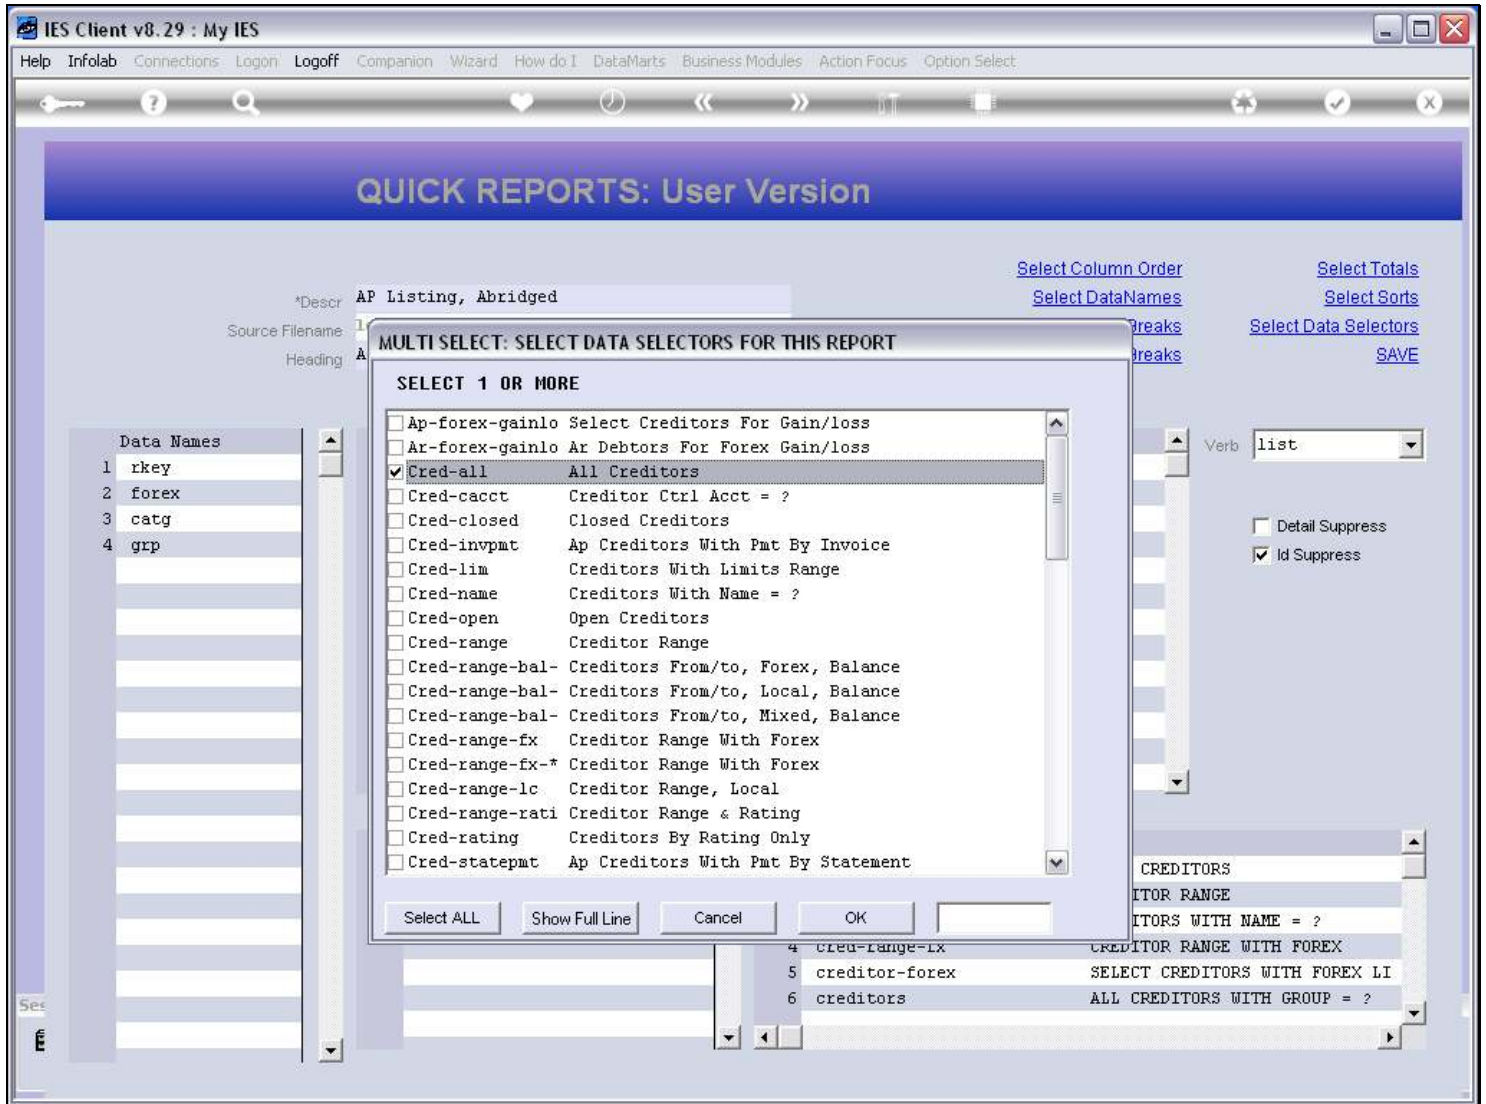 IES Client v8.29 : My IES
Help Infolab Connections Logon Logoff Companion Wizard How do I DataMarts Business Modules Action Focus Option Select
QUICK REPORTS: User Version
Select Column Order Select Totals
*Descr AP Listing, Abridged Select DataNames Select Sorts
Source Filename Breaks Select Data Selectors
Heading A Breaks SAVE
MULTI SELECT: SELECT DATA SELECTORS FOR THIS REPORT
SELECT 1 OR MORE
Ap-forex-gainlo Select Creditors For Gain/loss
Ar-forex-gainlo Ar Debtors For Forex Gain/loss
Cred-all All Creditors
Cred-cacct Creditor Ctrl Acct = ?
Cred-closed Closed Creditors
Cred-invpmt Ap Creditors With Pmt By Invoice
Cred-lim Creditors With Limits Range
Cred-name Creditors With Name = ?
Cred-open Open Creditors
Cred-range Creditor Range
Cred-range-bal- Creditors From/to, Forex, Balance
Cred-range-bal- Creditors From/to, Local, Balance
Cred-range-bal- Creditors From/to, Mixed, Balance
Cred-range-fx Creditor Range With Forex
Cred-range-fx-* Creditor Range With Forex
Cred-range-lc Creditor Range, Local
Cred-range-rati Creditor Range & Rating
Cred-rating Creditors By Rating Only
Cred-statepmt Ap Creditors With Pmt By Statement
Select ALL Show Full Line Cancel OK
Data Names
1 rkey
2 forex
3 catg
4 grp
Verb list
Detail Suppress
Id Suppress
CREDITORS
ITOR RANGE
ITORS WITH NAME = ?
4 cred-range-fx CREDITOR RANGE WITH FOREX
5 creditor-forex SELECT CREDITORS WITH FOREX LI
6 creditors ALL CREDITORS WITH GROUP = ?
Ses